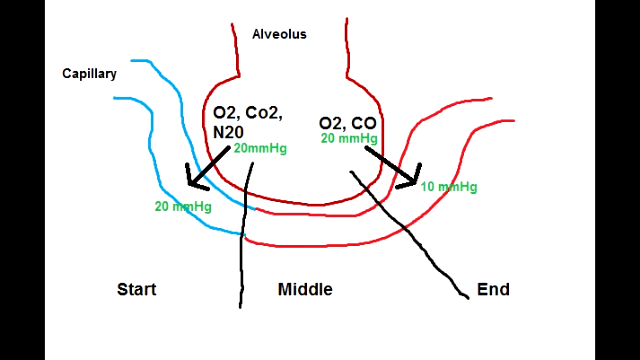 Alveolus
Capillary
O2, Co2,
N20
20mmHg
O2, CO
20 mmHg
20 mmHg
10 mmHg
Start
Middle
End